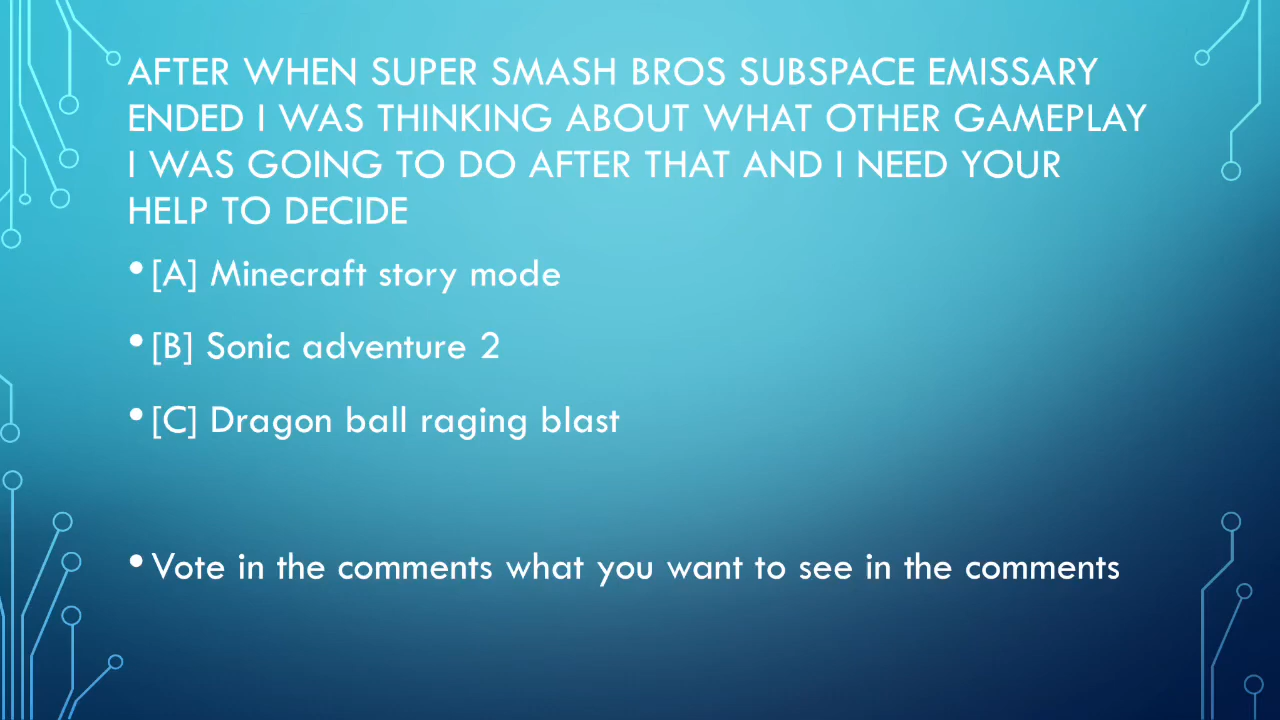 AFTER WHEN SUPER SMASH BROS SUBSPACE EMISSARY
ENDED I WAS THINKING ABOUT WHAT OTHER GAMEPLAY
I WAS GOING TO DO AFTER THAT AND I NEED YOUR
HELP TO DECIDE
• [A] Minecraft story mode
• [B] Sonic adventure 2
• [C] Dragon ball raging blast
• Vote in the comments what you want to see in the comments